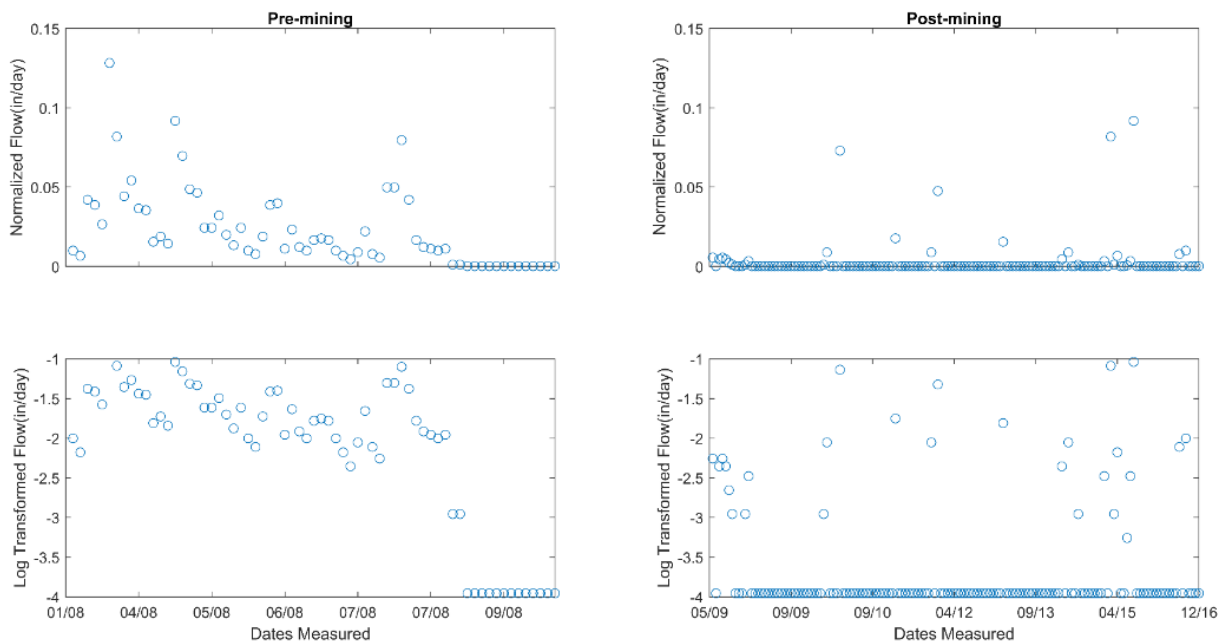 Pre-mining
Post-mining
Normalized Flow(in/day)
0.15
0.1
0.05
0
Normalized Flow(in/day)
0.15
0.1
0.05
0
Log Transformed Flow(in/day)
-1
-1.5
-2
-2.5
-3
-3.5
-4
01/08 04/08 05/08 06/08 07/08 07/08 09/08
Dates Measured
Log Transformed Flow(in/day)
-1
-1.5
-2
-2.5
-3
-3.5
-4
05/09 09/09 09/10 04/12 09/13 04/15 12/16
Dates Measured